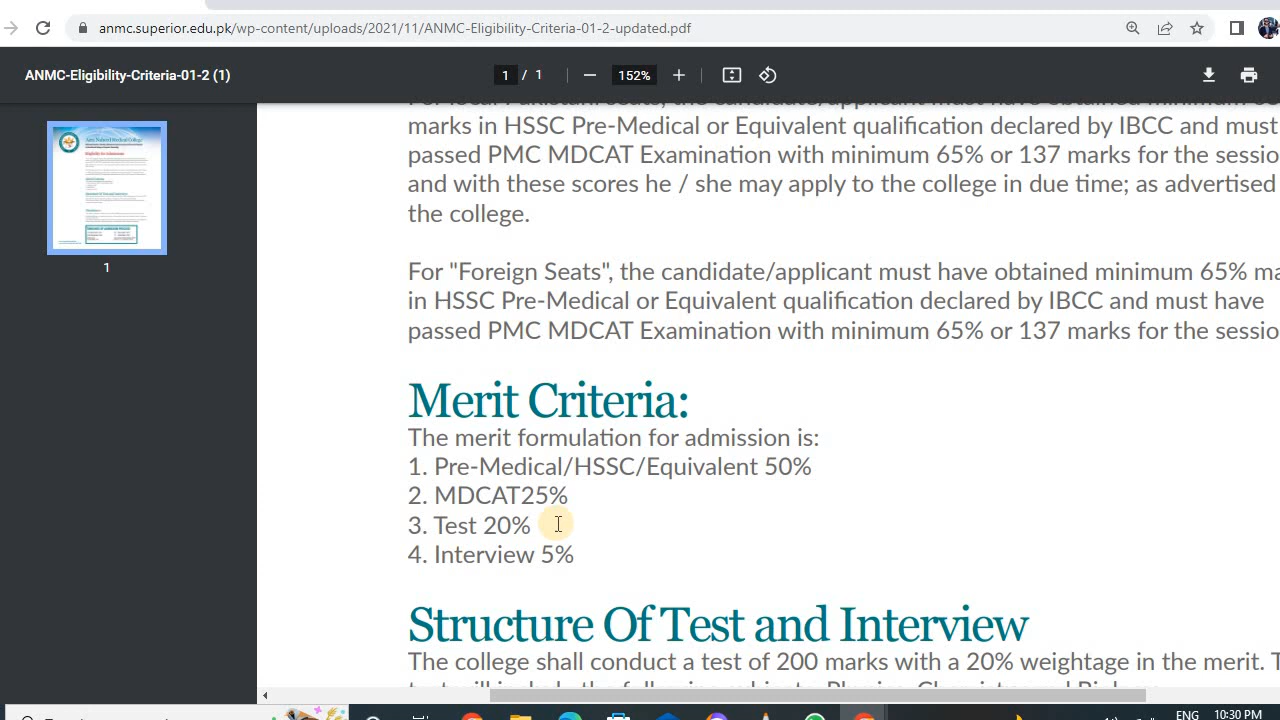 anmc.superior.edu.pk/wp-content/uploads/2021/11/ANMC-Eligibility-Criteria-01-2-updated.pdf
ANMC-Eligibility-Criteria-01-2 (1)
1 / 1
152%
1
marks in HSSC Pre-Medical or Equivalent qualification declared by IBCC and must
passed PMC MDCAT Examination with minimum 65% or 137 marks for the sessio
and with these scores he / she may apply to the college in due time; as advertised
the college.
For "Foreign Seats", the candidate/applicant must have obtained minimum 65% ma
in HSSC Pre-Medical or Equivalent qualification declared by IBCC and must have
passed PMC MDCAT Examination with minimum 65% or 137 marks for the sessio
Merit Criteria:
The merit formulation for admission is:
1. Pre-Medical/HSSC/Equivalent 50%
2. MDCAT25%
3. Test 20%
4. Interview 5%
Structure Of Test and Interview
The college shall conduct a test of 200 marks with a 20% weightage in the merit. T
ENG
10:30 PM